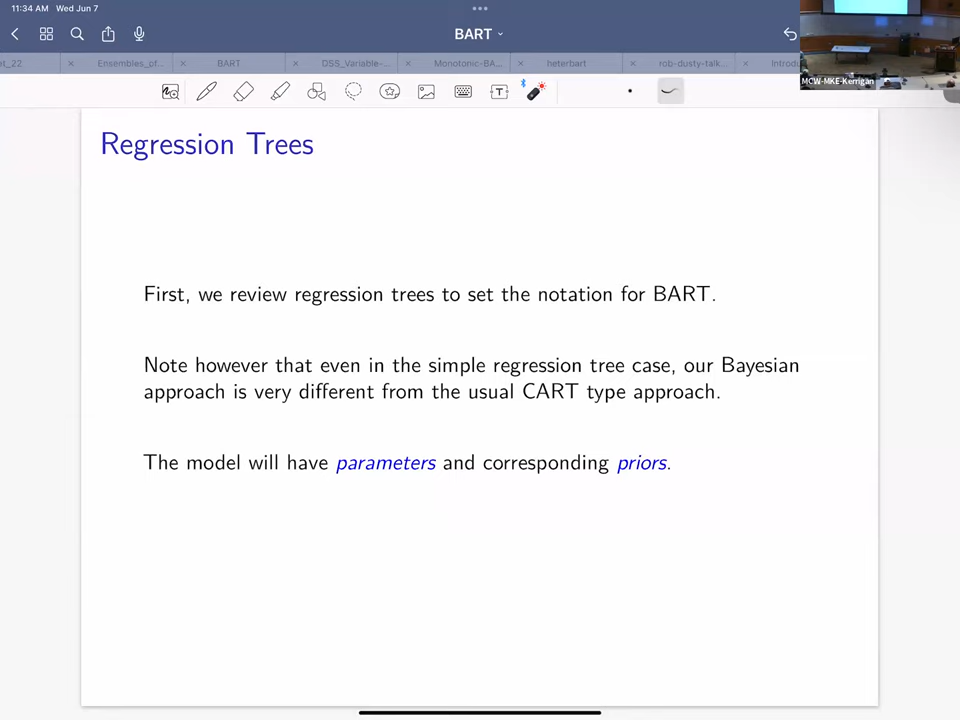 11:34 AM Wed Jun 7
BART
Ensembles_of...
BART
DSS_Variable-...
Monotonic-BA...
heterbart
rob-dusty-talk...
MCW-MKE-Kerrigan
Regression Trees
First, we review regression trees to set the notation for BART.
Note however that even in the simple regression tree case, our Bayesian
approach is very different from the usual CART type approach.
The model will have parameters and corresponding priors.